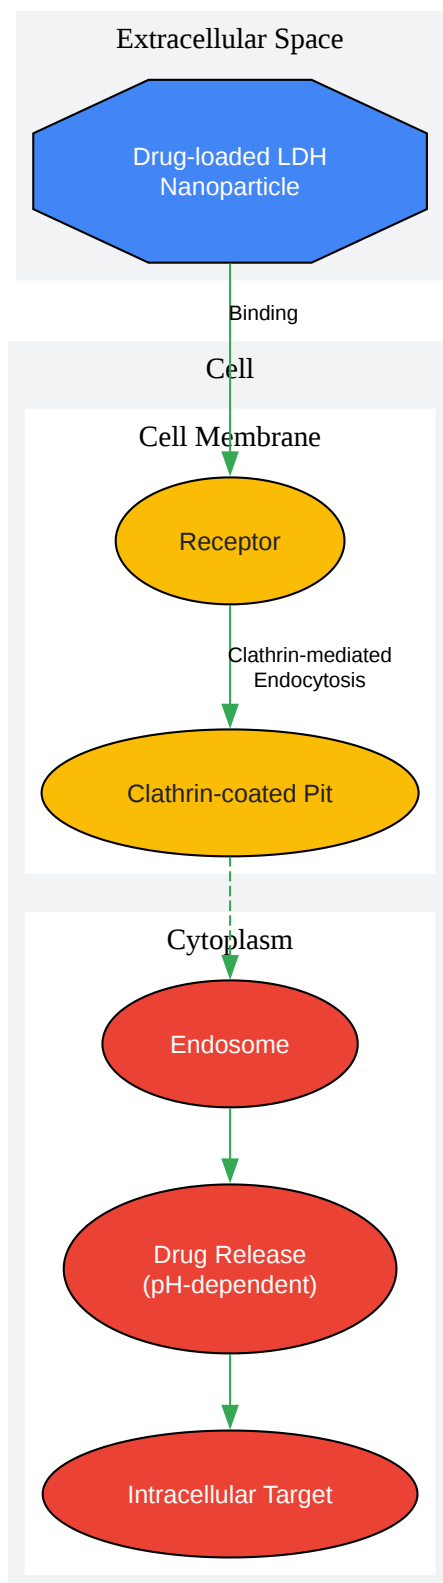 Extracellular Space
Drug-loaded LDH
Nanoparticle
Binding
Cell
Cell Membrane
Receptor
Clathrin-mediated
Endocytosis
Clathrin-coated Pit
Cytoplasm
Endosome
Drug Release
(pH-dependent)
Intracellular Target